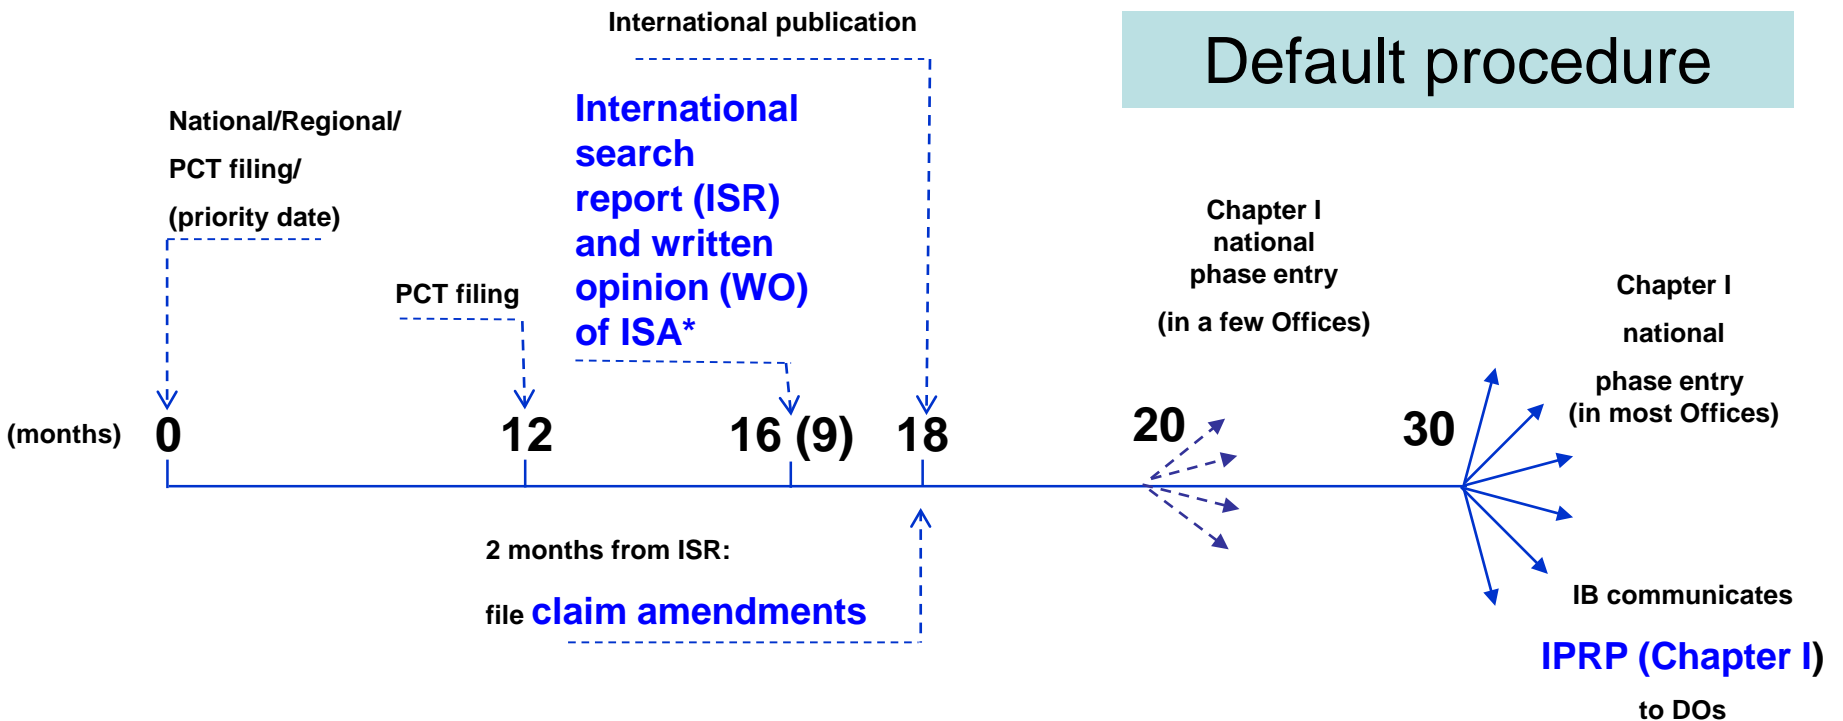 International publication
Default procedure
National/Regional/
PCT filing/
(priority date)
International
search
report (ISR)
and written
opinion (WO)
of ISA*
PCT filing
Chapter I
national
phase entry
(in a few Offices)
Chapter I
national
phase entry
(in most Offices)
(months) 0 12 16 (9) 18 20 30
2 months from ISR:
file claim amendments
IB communicates
IPRP (Chapter I)
to DOs